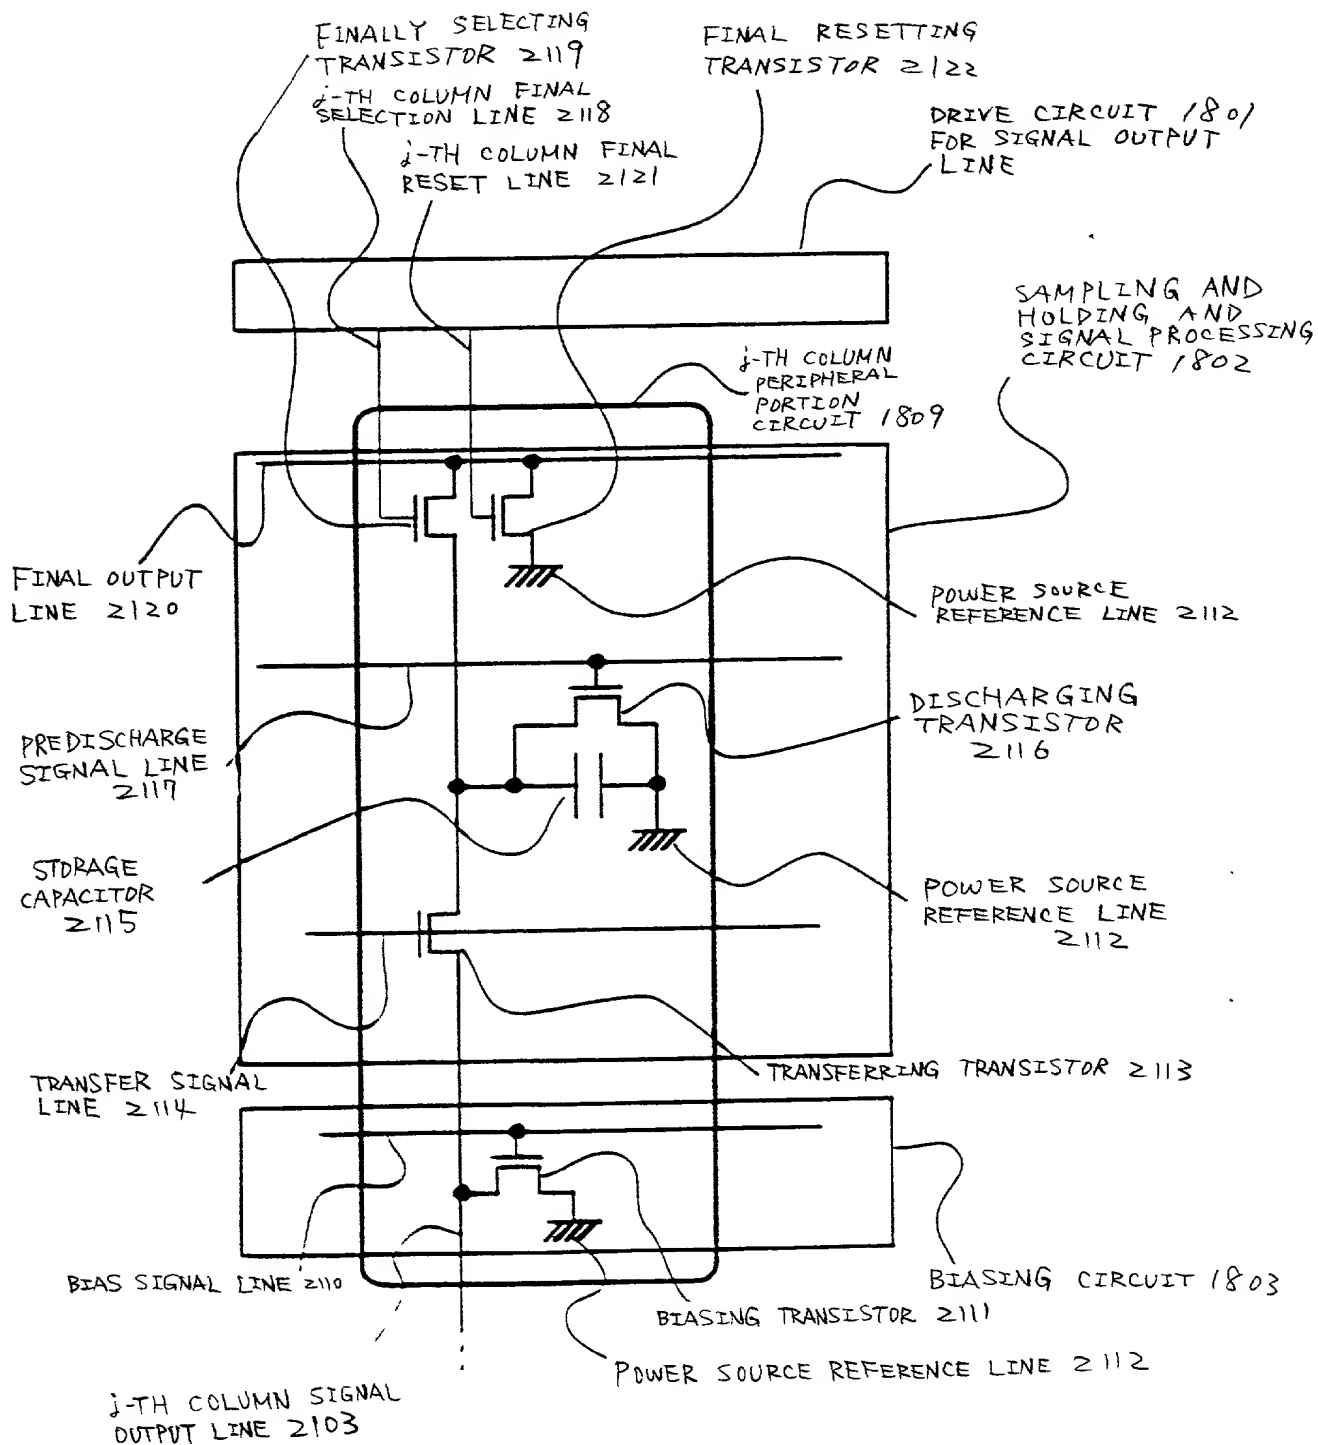 FINALLY SELECTING
TRANSISTOR 2119
j-TH COLUMN FINAL
SELECTION LINE 2118
j-TH COLUMN FINAL
RESET LINE 2121
FINAL RESETTING
TRANSISTOR 2122
DRIVE CIRCUIT 1801
FOR SIGNAL OUTPUT
LINE
SAMPLING AND
HOLDING AND
SIGNAL PROCESSING
CIRCUIT 1802
j-TH COLUMN
PERIPHERAL
PORTION
CIRCUIT 1809
FINAL OUTPUT
LINE 2120
POWER SOURCE
REFERENCE LINE 2112
PREDISCHARGE
SIGNAL LINE
2117
DISCHARGING
TRANSISTOR
2116
STORAGE
CAPACITOR
2115
POWER SOURCE
REFERENCE LINE
2112
TRANSFER SIGNAL
LINE 2114
TRANSFERRING TRANSISTOR 2113
BIAS SIGNAL LINE 2110
BIASING CIRCUIT 1803
BIASING TRANSISTOR 2111
POWER SOURCE REFERENCE LINE 2112
j-TH COLUMN SIGNAL
OUTPUT LINE 2103